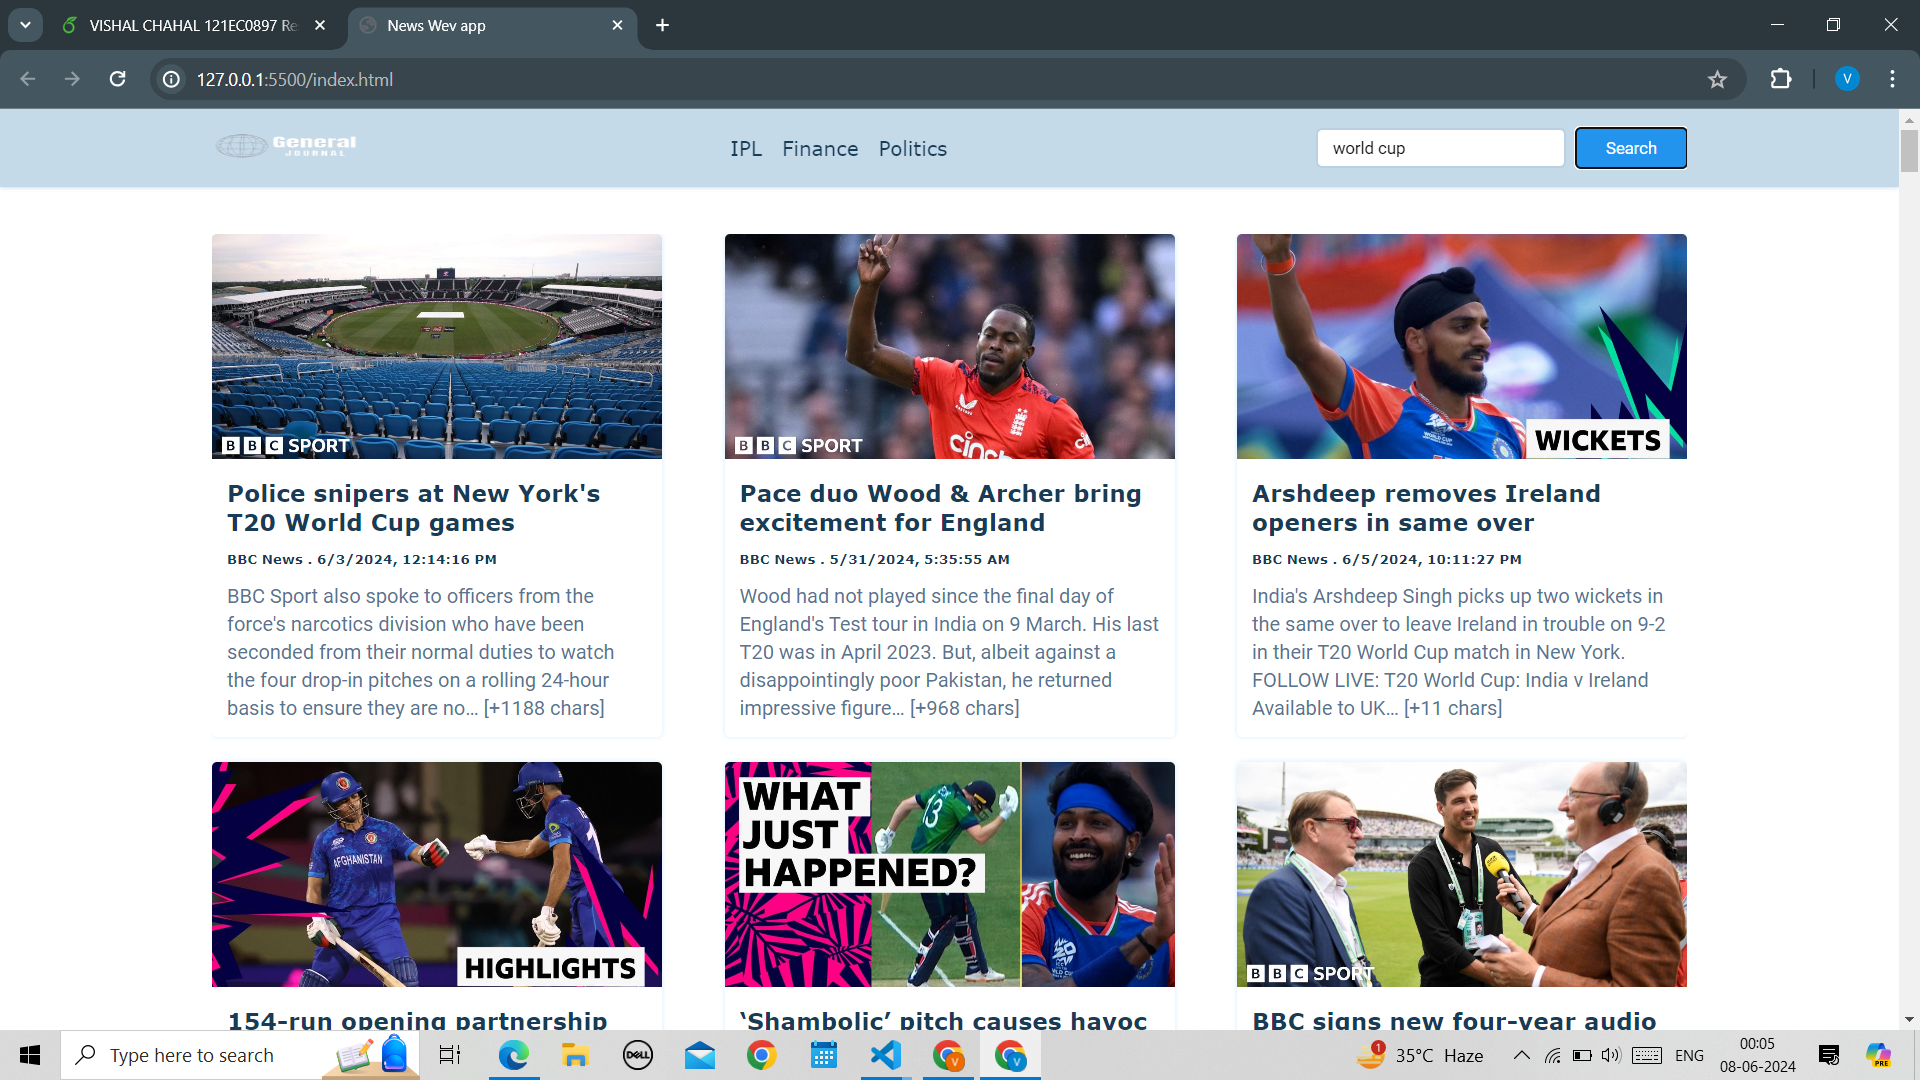 VISHAL CHAHAL 121EC0897 Re
News Wev app
127.0.0.1:5500/index.html
V
General
JOURNAL
IPL
Finance
Politics
world cup
Search
BBC SPORT
BBC SPORT
WICKETS
Police snipers at New York's
T20 World Cup games
BBC News . 6/3/2024, 12:14:16 PM
BBC Sport also spoke to officers from the
force's narcotics division who have been
seconded from their normal duties to watch
the four drop-in pitches on a rolling 24-hour
basis to ensure they are no… [+1188 chars]
Pace duo Wood & Archer bring
excitement for England
BBC News . 5/31/2024, 5:35:55 AM
Wood had not played since the final day of
England's Test tour in India on 9 March. His last
T20 was in April 2023. But, albeit against a
disappointingly poor Pakistan, he returned
impressive figure… [+968 chars]
Arshdeep removes Ireland
openers in same over
BBC News . 6/5/2024, 10:11:27 PM
India's Arshdeep Singh picks up two wickets in
the same over to leave Ireland in trouble on 9-2
in their T20 World Cup match in New York.
FOLLOW LIVE: T20 World Cup: India v Ireland
Available to UK… [+11 chars]
AFGHANISTAN
HIGHLIGHTS
WHAT
JUST
HAPPENED?
13
BBC SPORT
154-run opening partnership
‘Shambolic’ pitch causes havoc
BBC signs new four-year audio
Type here to search
DELL
V
V
1
35°C Haze
ENG
00:05
08-06-2024
PRE